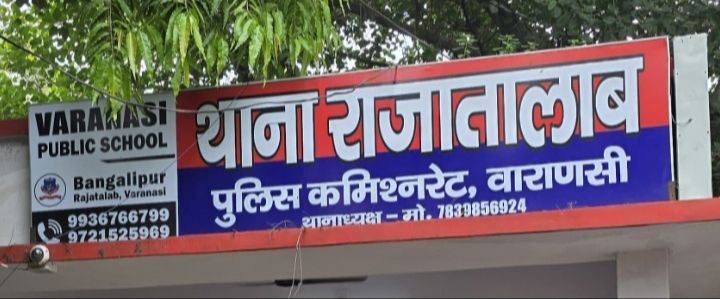 VARANASI
PUBLIC SCHOOL
Bangalipur
Rajatalab, Varanasi
9936766799
9721525969
थाना राजातालाब
पुलिस कमिश्नरेट, वाराणसी
थानाध्यक्ष – मो. 7839856924